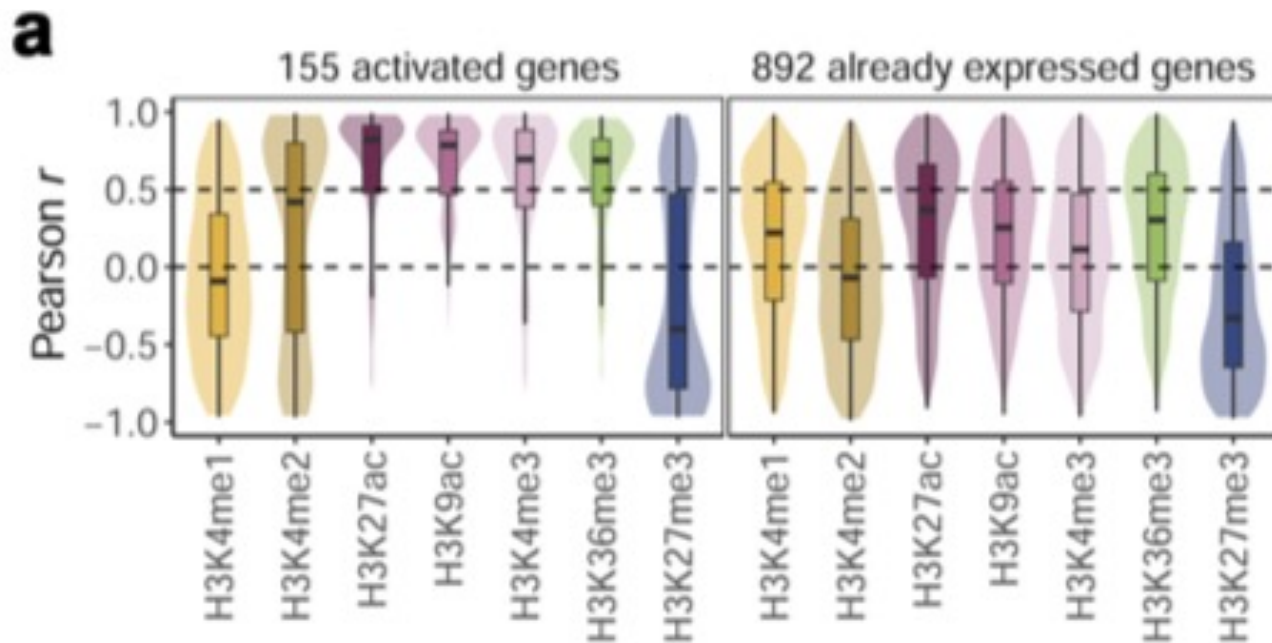 a
155 activated genes
892 already expressed genes
Pearson r
1.0
0.5
0.0
−0.5
−1.0
H3K4me1
H3K4me2
H3K27ac
H3K9ac
H3K4me3
H3K36me3
H3K27me3
H3K4me1
H3K4me2
H3K27ac
H3K9ac
H3K4me3
H3K36me3
H3K27me3